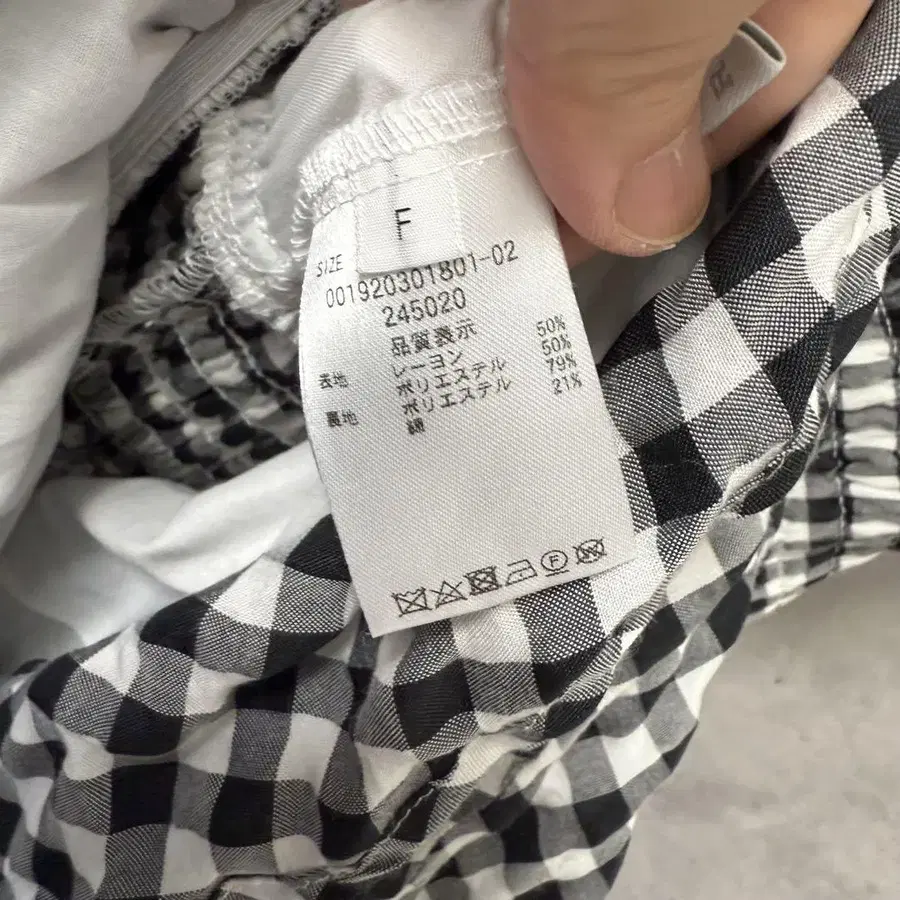 SIZE F
001920301801-02
245020
品質表示
表地 レーヨン 50%
ポリエステル 50%
裏地 ポリエステル 79%
綿 21%
F
W